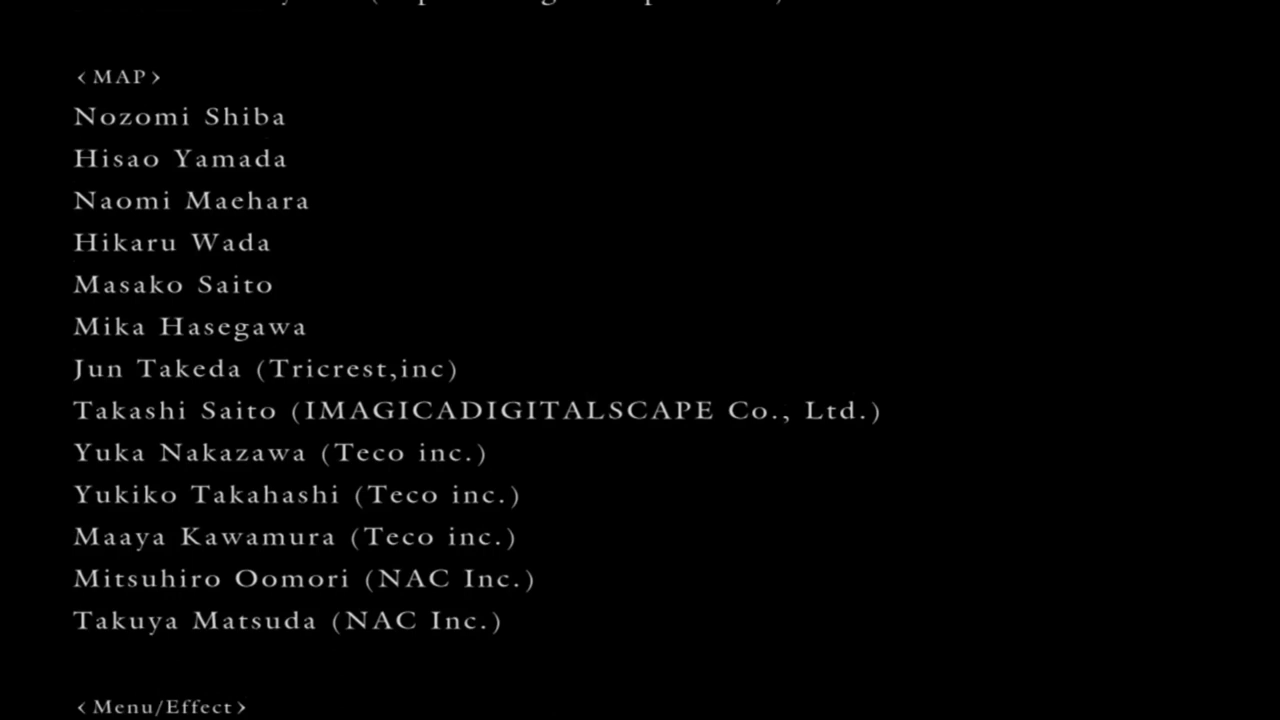 ‹MAP›
Nozomi Shiba
Hisao Yamada
Naomi Maehara
Hikaru Wada
Masako Saito
Mika Hasegawa
Jun Takeda (Tricrest,inc)
Takashi Saito (IMAGICADIGITALSCAPE Co., Ltd.)
Yuka Nakazawa (Teco inc.)
Yukiko Takahashi (Teco inc.)
Maaya Kawamura (Teco inc.)
Mitsuhiro Oomori (NAC Inc.)
Takuya Matsuda (NAC Inc.)
‹Menu/Effect›